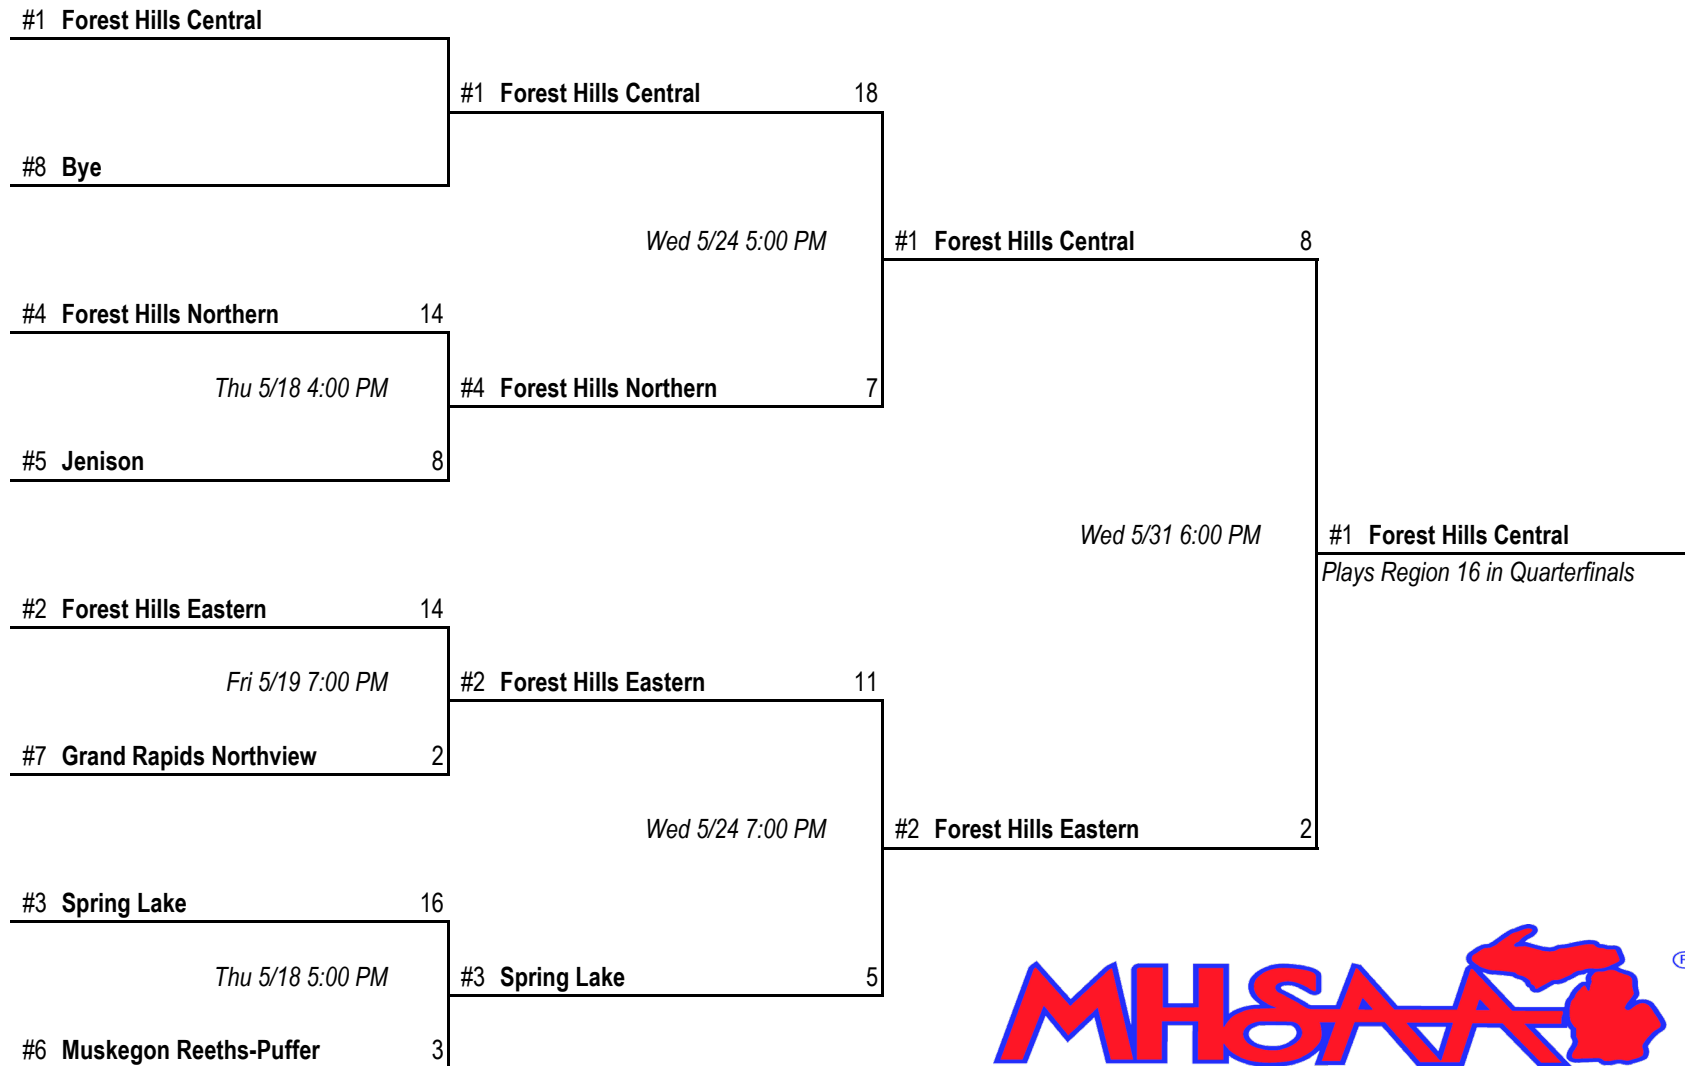 #1 Forest Hills Central
#1 Forest Hills Central 18
#8 Bye
Wed 5/24 5:00 PM
#1 Forest Hills Central 8
#4 Forest Hills Northern 14
Thu 5/18 4:00 PM
#4 Forest Hills Northern 7
#5 Jenison 8
Wed 5/31 6:00 PM
#1 Forest Hills Central
Plays Region 16 in Quarterfinals
#2 Forest Hills Eastern 14
Fri 5/19 7:00 PM
#2 Forest Hills Eastern 11
#7 Grand Rapids Northview 2
Wed 5/24 7:00 PM
#2 Forest Hills Eastern 2
#3 Spring Lake 16
Thu 5/18 5:00 PM
#3 Spring Lake 5
#6 Muskegon Reeths-Puffer 3
MHSAA ®